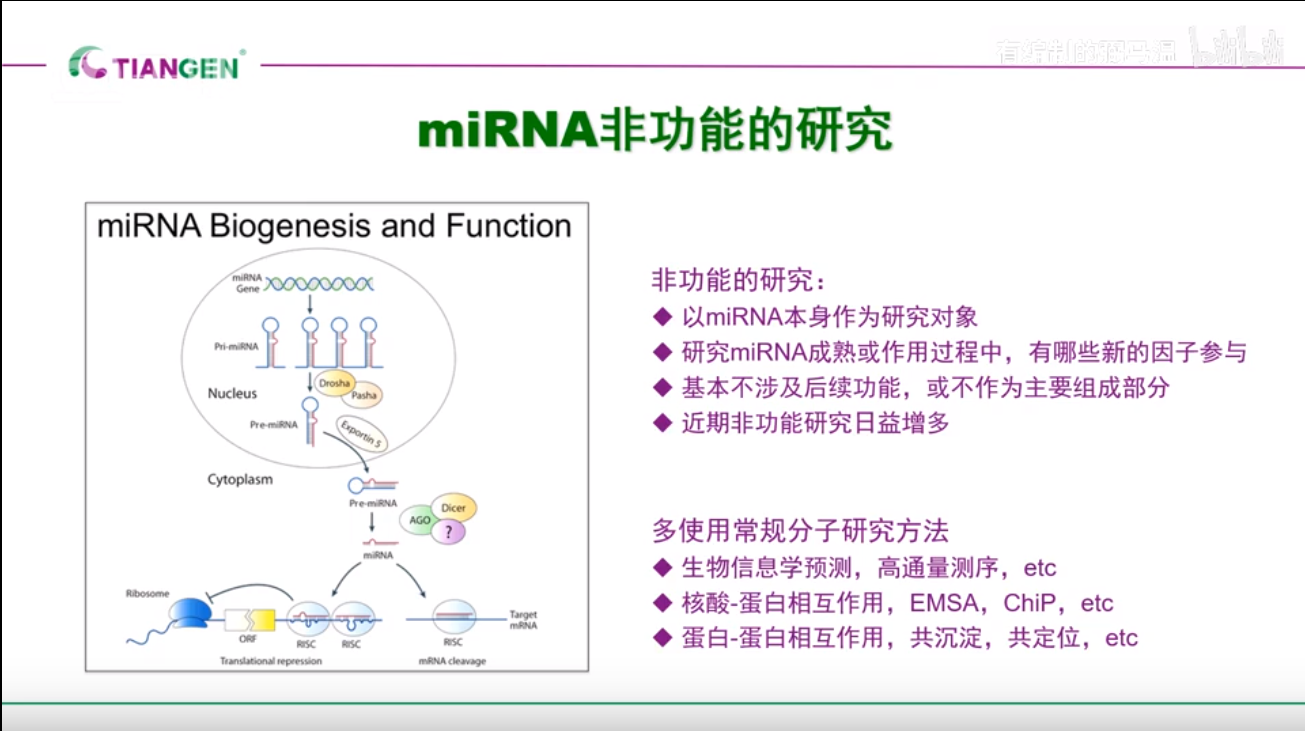 TIANGEN
miRNA非功能的研究
miRNA Biogenesis and Function
miRNA
Gene
Pri-miRNA
Drosha
Pasha
Nucleus
Pre-miRNA
Exportin 5
Cytoplasm
Pre-miRNA
AGO
Dicer
?
miRNA
Ribosome
ORF
RISC
RISC
RISC
Target
mRNA
Translational repression
mRNA cleavage
非功能的研究：
◆ 以miRNA本身作为研究对象
◆ 研究miRNA成熟或作用过程中，有哪些新的因子参与
◆ 基本不涉及后续功能，或不作为主要组成部分
◆ 近期非功能研究日益增多
多使用常规分子研究方法
◆ 生物信息学预测，高通量测序，etc
◆ 核酸-蛋白相互作用，EMSA，ChiP，etc
◆ 蛋白-蛋白相互作用，共沉淀，共定位，etc